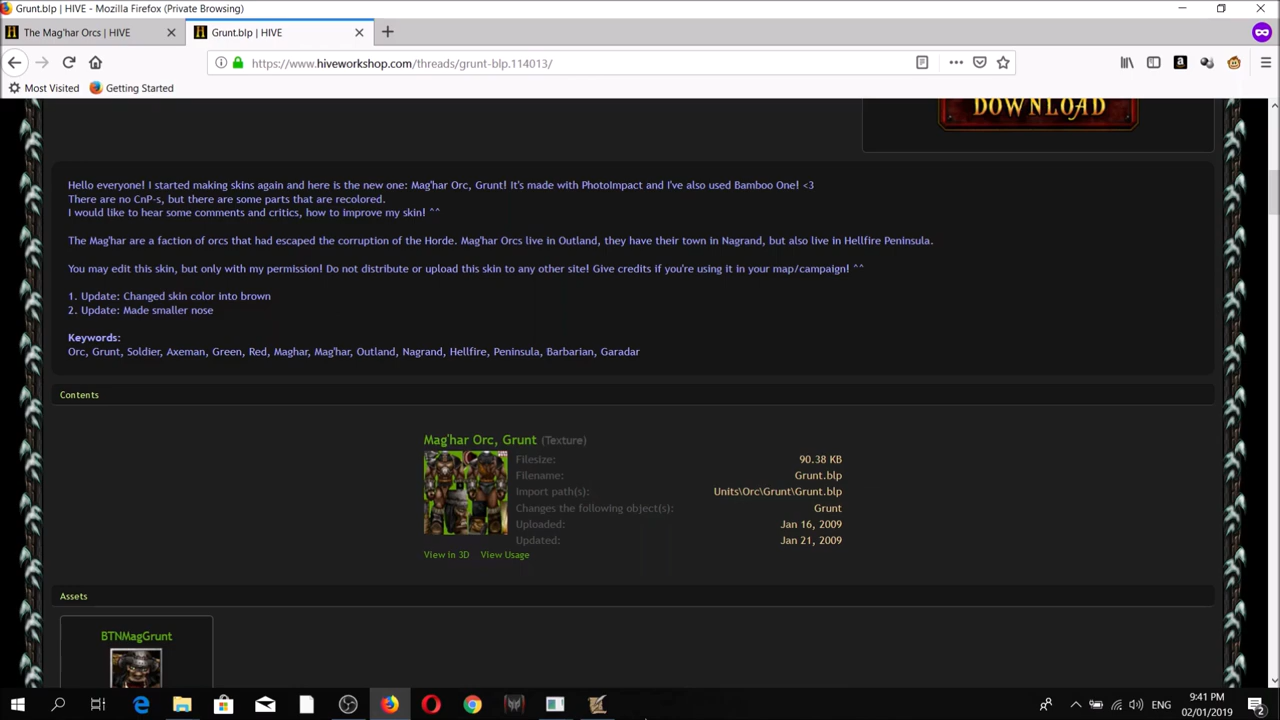 Grunt.blp | HIVE - Mozilla Firefox (Private Browsing)
The Mag'har Orcs | HIVE
Grunt.blp | HIVE
https://www.hiveworkshop.com/threads/grunt-blp.114013/
Most Visited
Getting Started
DOWNLOAD
Hello everyone! I started making skins again and here is the new one: Mag'har Orc, Grunt! It's made with PhotoImpact and I've also used Bamboo One! <3
There are no CnP-s, but there are some parts that are recolored.
I would like to hear some comments and critics, how to improve my skin! ^^
The Mag'har are a faction of orcs that had escaped the corruption of the Horde. Mag'har Orcs live in Outland, they have their town in Nagrand, but also live in Hellfire Peninsula.
You may edit this skin, but only with my permission! Do not distribute or upload this skin to any other site! Give credits if you're using it in your map/campaign! ^^
1. Update: Changed skin color into brown
2. Update: Made smaller nose
Keywords:
Orc, Grunt, Soldier, Axeman, Green, Red, Maghar, Mag'har, Outland, Nagrand, Hellfire, Peninsula, Barbarian, Garadar
Contents
Mag'har Orc, Grunt (Texture)
Filesize: 90.38 KB
Filename: Grunt.blp
Import path(s): Units\Orc\Grunt\Grunt.blp
Changes the following object(s): Grunt
Uploaded: Jan 16, 2009
Updated: Jan 21, 2009
View in 3D View Usage
Assets
BTNMagGrunt
ENG
9:41 PM
02/01/2019
2